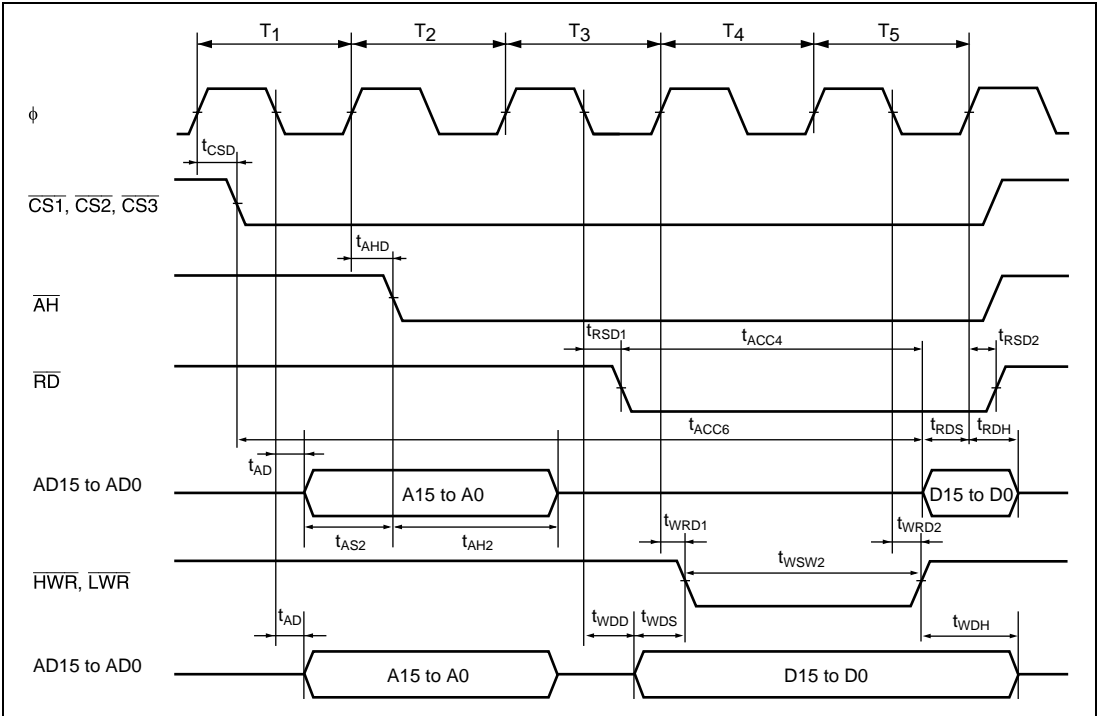 T1 T2 T3 T4 T5
ϕ
tCSD
CS1, CS2, CS3
tAHD
AH
tRSD1 tACC4 tRSD2
RD
tACC6 tRDS tRDH
tAD
AD15 to AD0 A15 to A0 D15 to D0
tAS2 tAH2 tWRD1 tWRD2
HWR, LWR tWSW2
tAD tWDD tWDS tWDH
AD15 to AD0 A15 to A0 D15 to D0